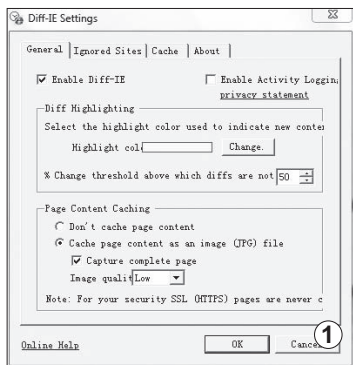 Diff-IE Settings
General Ignored Sites Cache About
Enable Diff-IE
Enable Activity Loggin
privacy statement
Diff Highlighting
Select the highlight color used to indicate new conte
Highlight col
Change.
% Change threshold above which diffs are not 50
Page Content Caching
Don't cache page content
Cache page content as an image (JPG) file
Capture complete page
Image qualit Low
Note: For your security SSL (HTTPS) pages are never c
Online Help
OK
Cance
1